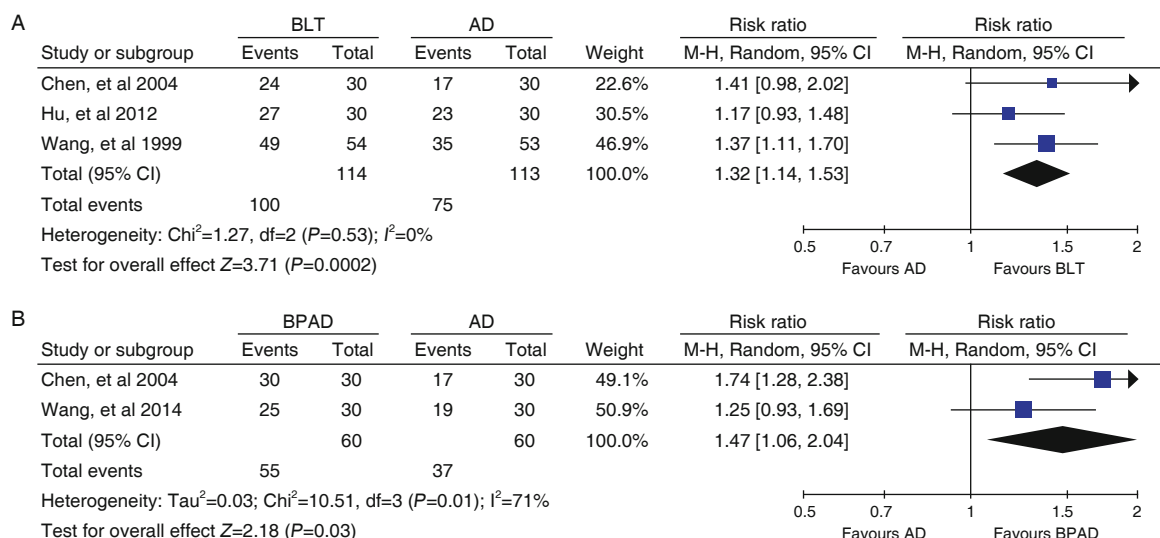 A
BLT AD Risk ratio Risk ratio
Study or subgroup Events Total Events Total Weight M-H, Random, 95% CI M-H, Random, 95% CI
Chen, et al 2004 24 30 17 30 22.6% 1.41 [0.98, 2.02]
Hu, et al 2012 27 30 23 30 30.5% 1.17 [0.93, 1.48]
Wang, et al 1999 49 54 35 53 46.9% 1.37 [1.11, 1.70]
Total (95% CI) 114 113 100.0% 1.32 [1.14, 1.53]
Total events 100 75
Heterogeneity: Chi²=1.27, df=2 (P=0.53); I²=0%
Test for overall effect Z=3.71 (P=0.0002)
0.5 0.7 1 1.5 2
Favours AD Favours BLT
B
BPAD AD Risk ratio Risk ratio
Study or subgroup Events Total Events Total Weight M-H, Random, 95% CI M-H, Random, 95% CI
Chen, et al 2004 30 30 17 30 49.1% 1.74 [1.28, 2.38]
Wang, et al 2014 25 30 19 30 50.9% 1.25 [0.93, 1.69]
Total (95% CI) 60 60 100.0% 1.47 [1.06, 2.04]
Total events 55 37
Heterogeneity: Tau²=0.03; Chi²=10.51, df=3 (P=0.01); I²=71%
Test for overall effect Z=2.18 (P=0.03)
0.5 0.7 1 1.5 2
Favours AD Favours BPAD